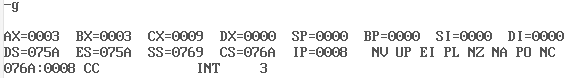 -g
AX=0003 BX=0003 CX=0009 DX=0000 SP=0000 BP=0000 SI=0000 DI=0000
DS=075A ES=075A SS=0769 CS=076A IP=0008 NV UP EI PL NZ NA PO NC
076A:0008 CC INT 3